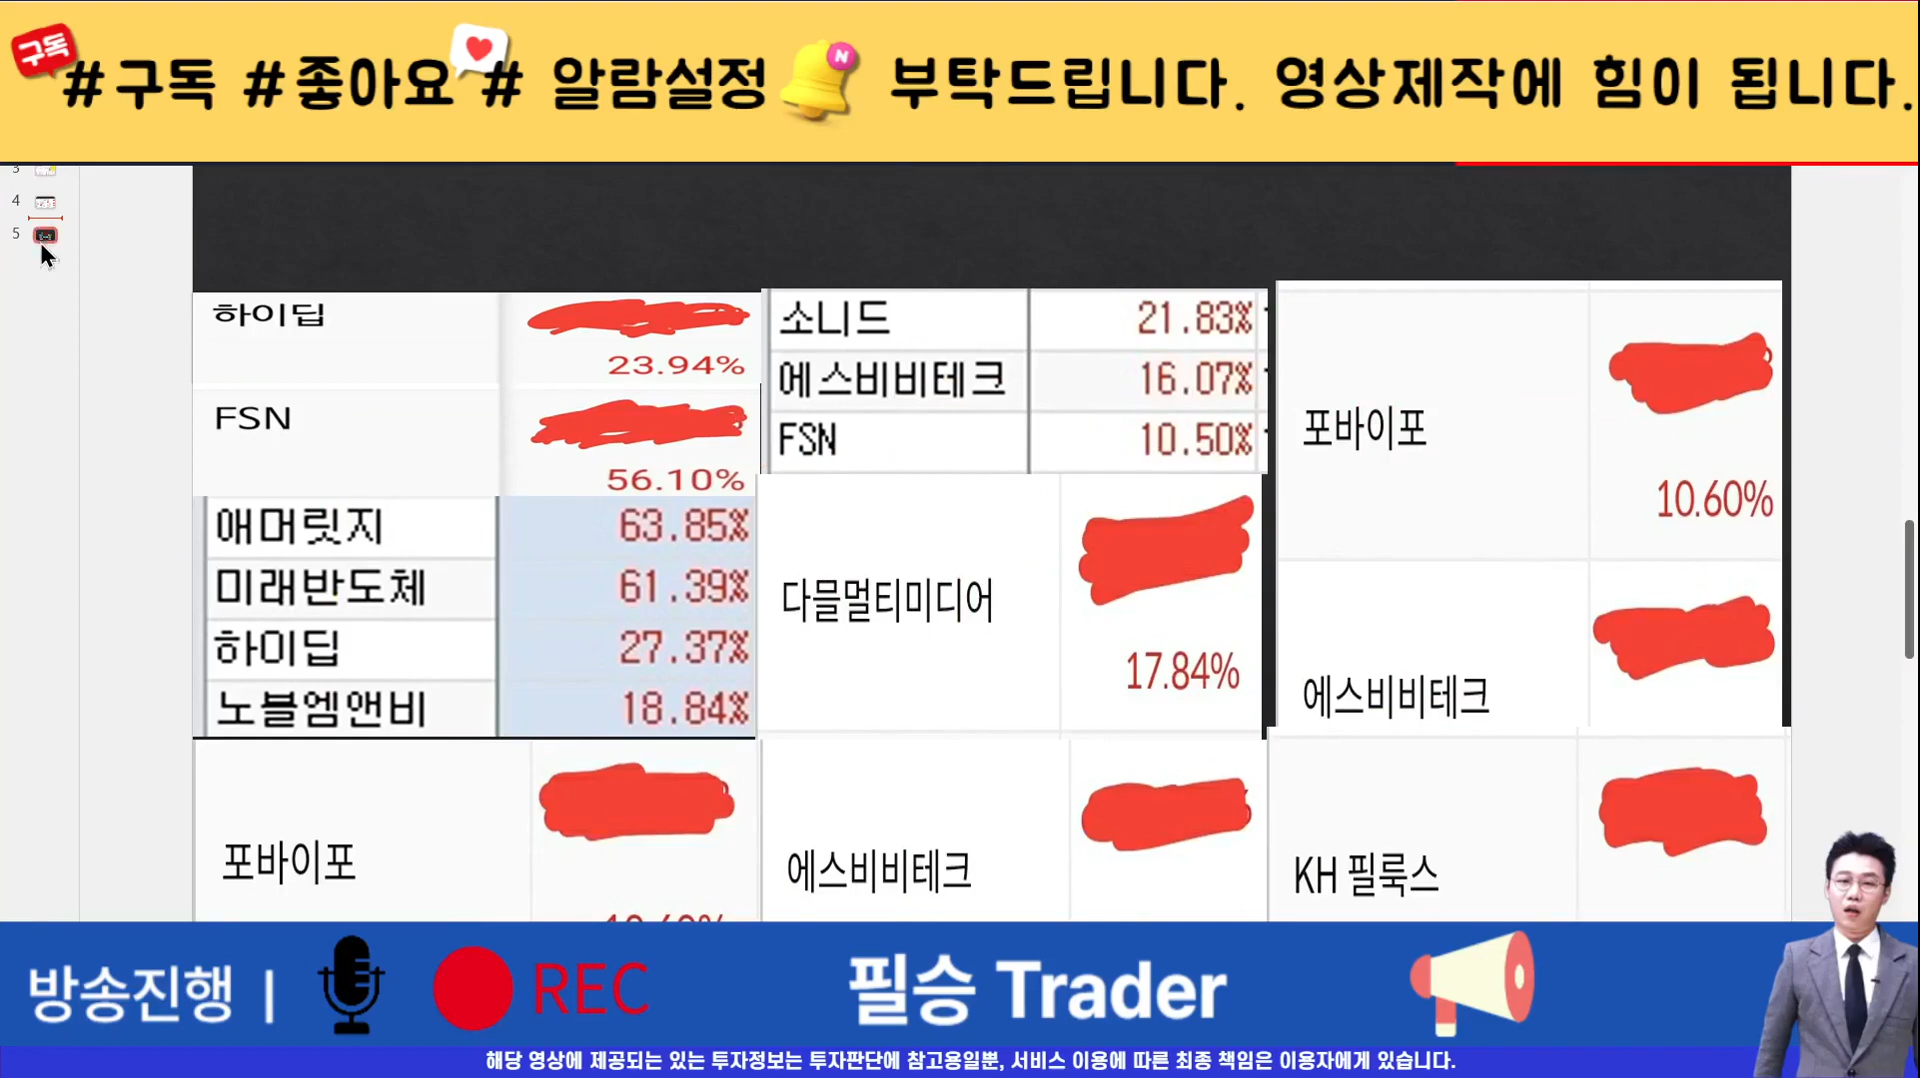 구독
#구독 #좋아요 # 알람설정 N 부탁드립니다. 영상제작에 힘이 됩니다.
3
4
5
하이딥
23.94%
FSN
56.10%
애머릿지 63.85%
미래반도체 61.39%
하이딥 27.37%
노블엠앤비 18.84%
소니드 21.83%
에스비비테크 16.07%
FSN 10.50%
다믈멀티미디어
17.84%
포바이포
10.60%
에스비비테크
포바이포
에스비비테크
KH 필룩스
방송진행 | REC 필승 Trader
해당 영상에 제공되는 있는 투자정보는 투자판단에 참고용일뿐, 서비스 이용에 따른 최종 책임은 이용자에게 있습니다.